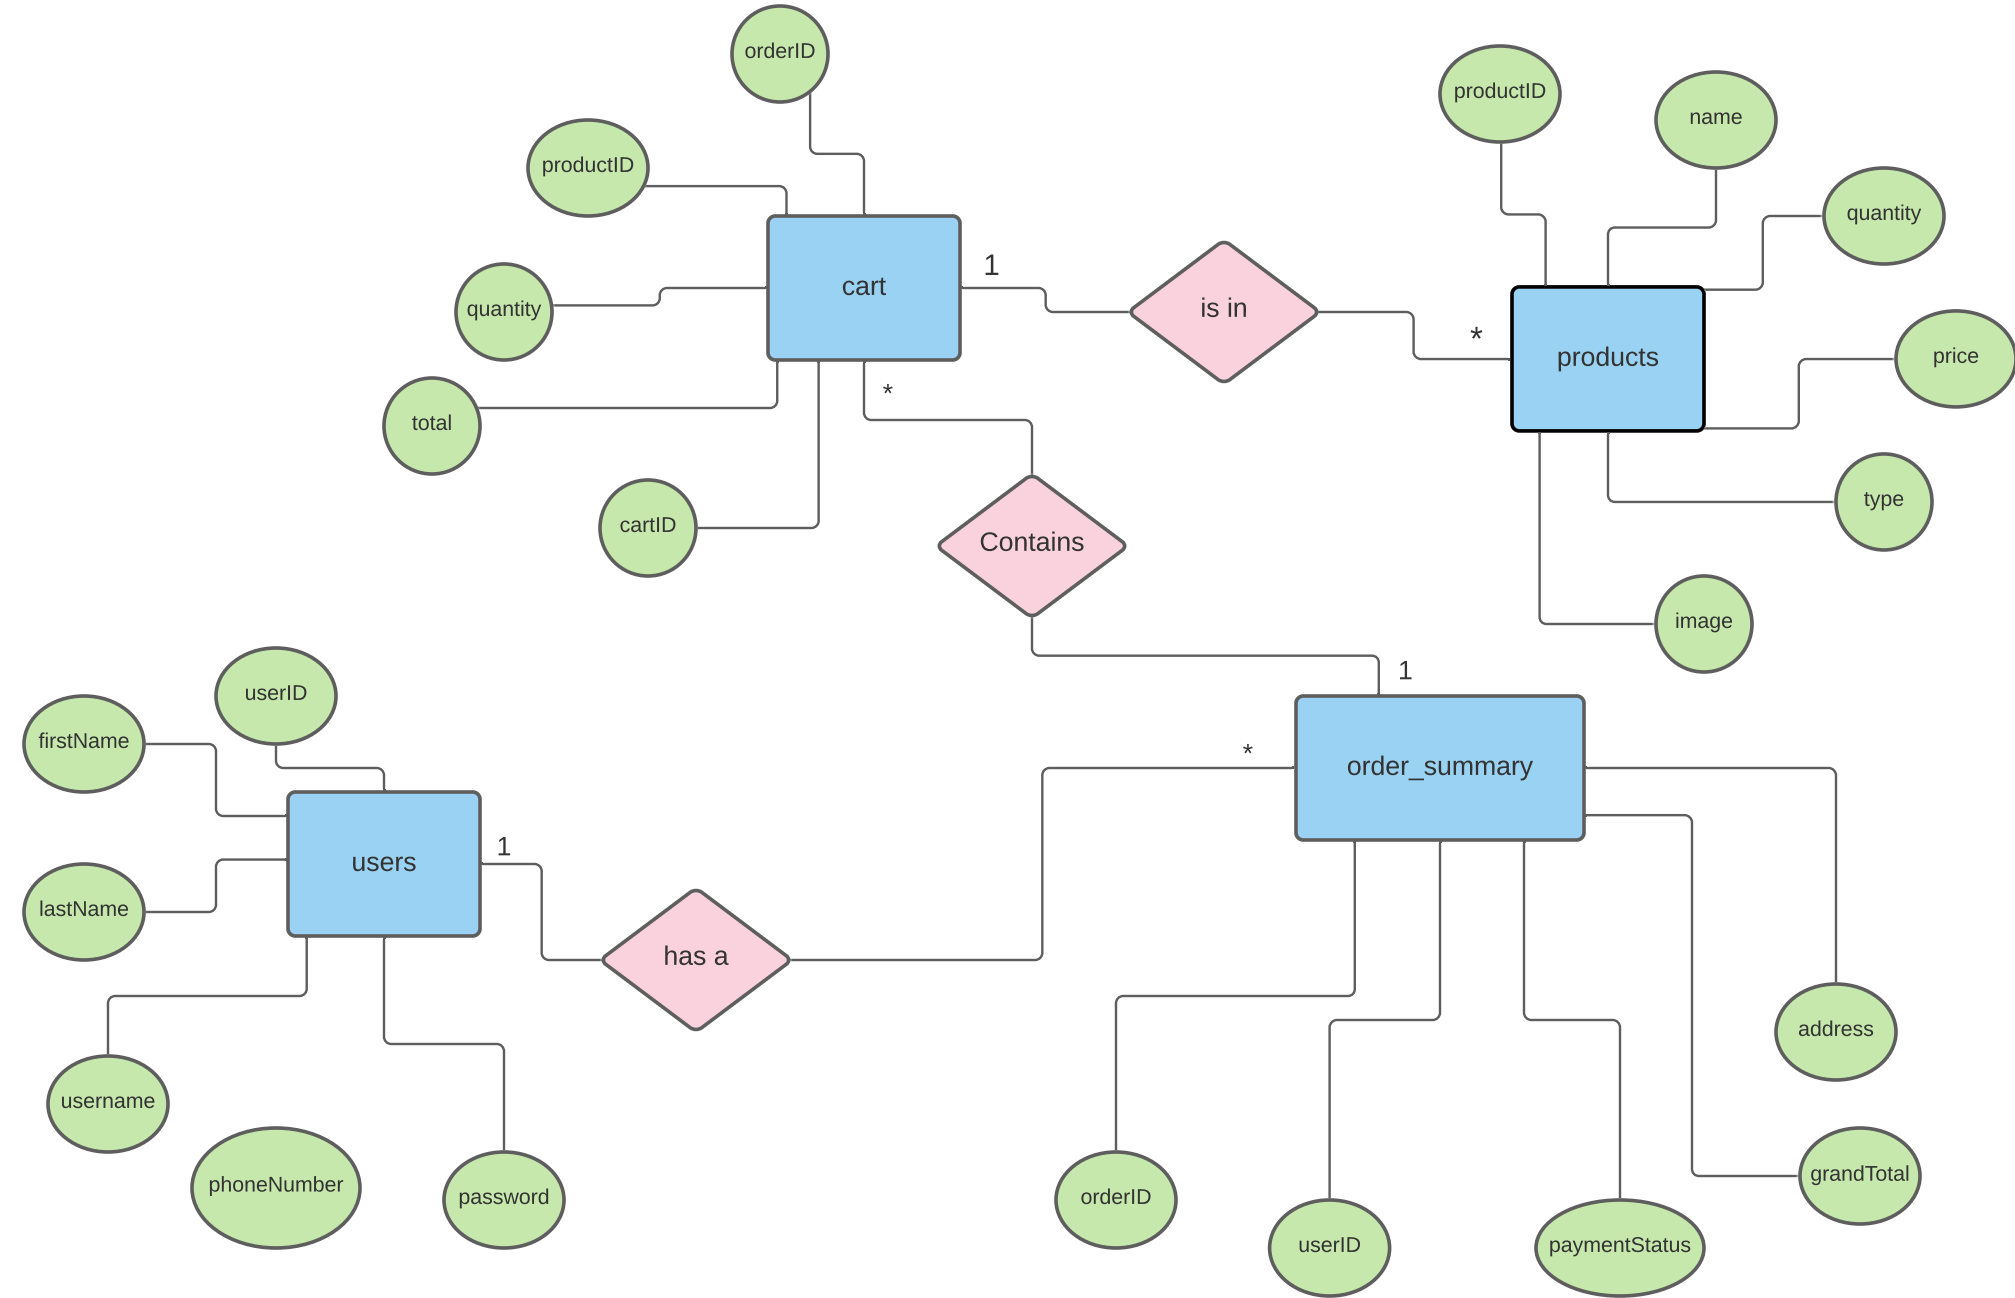 orderID
productID
name
productID
quantity
cart
1
is in
quantity
*
products
price
total
*
cartID
Contains
type
image
1
userID
firstName
order_summary
*
users
1
lastName
has a
address
username
phoneNumber
password
orderID
grandTotal
userID
paymentStatus